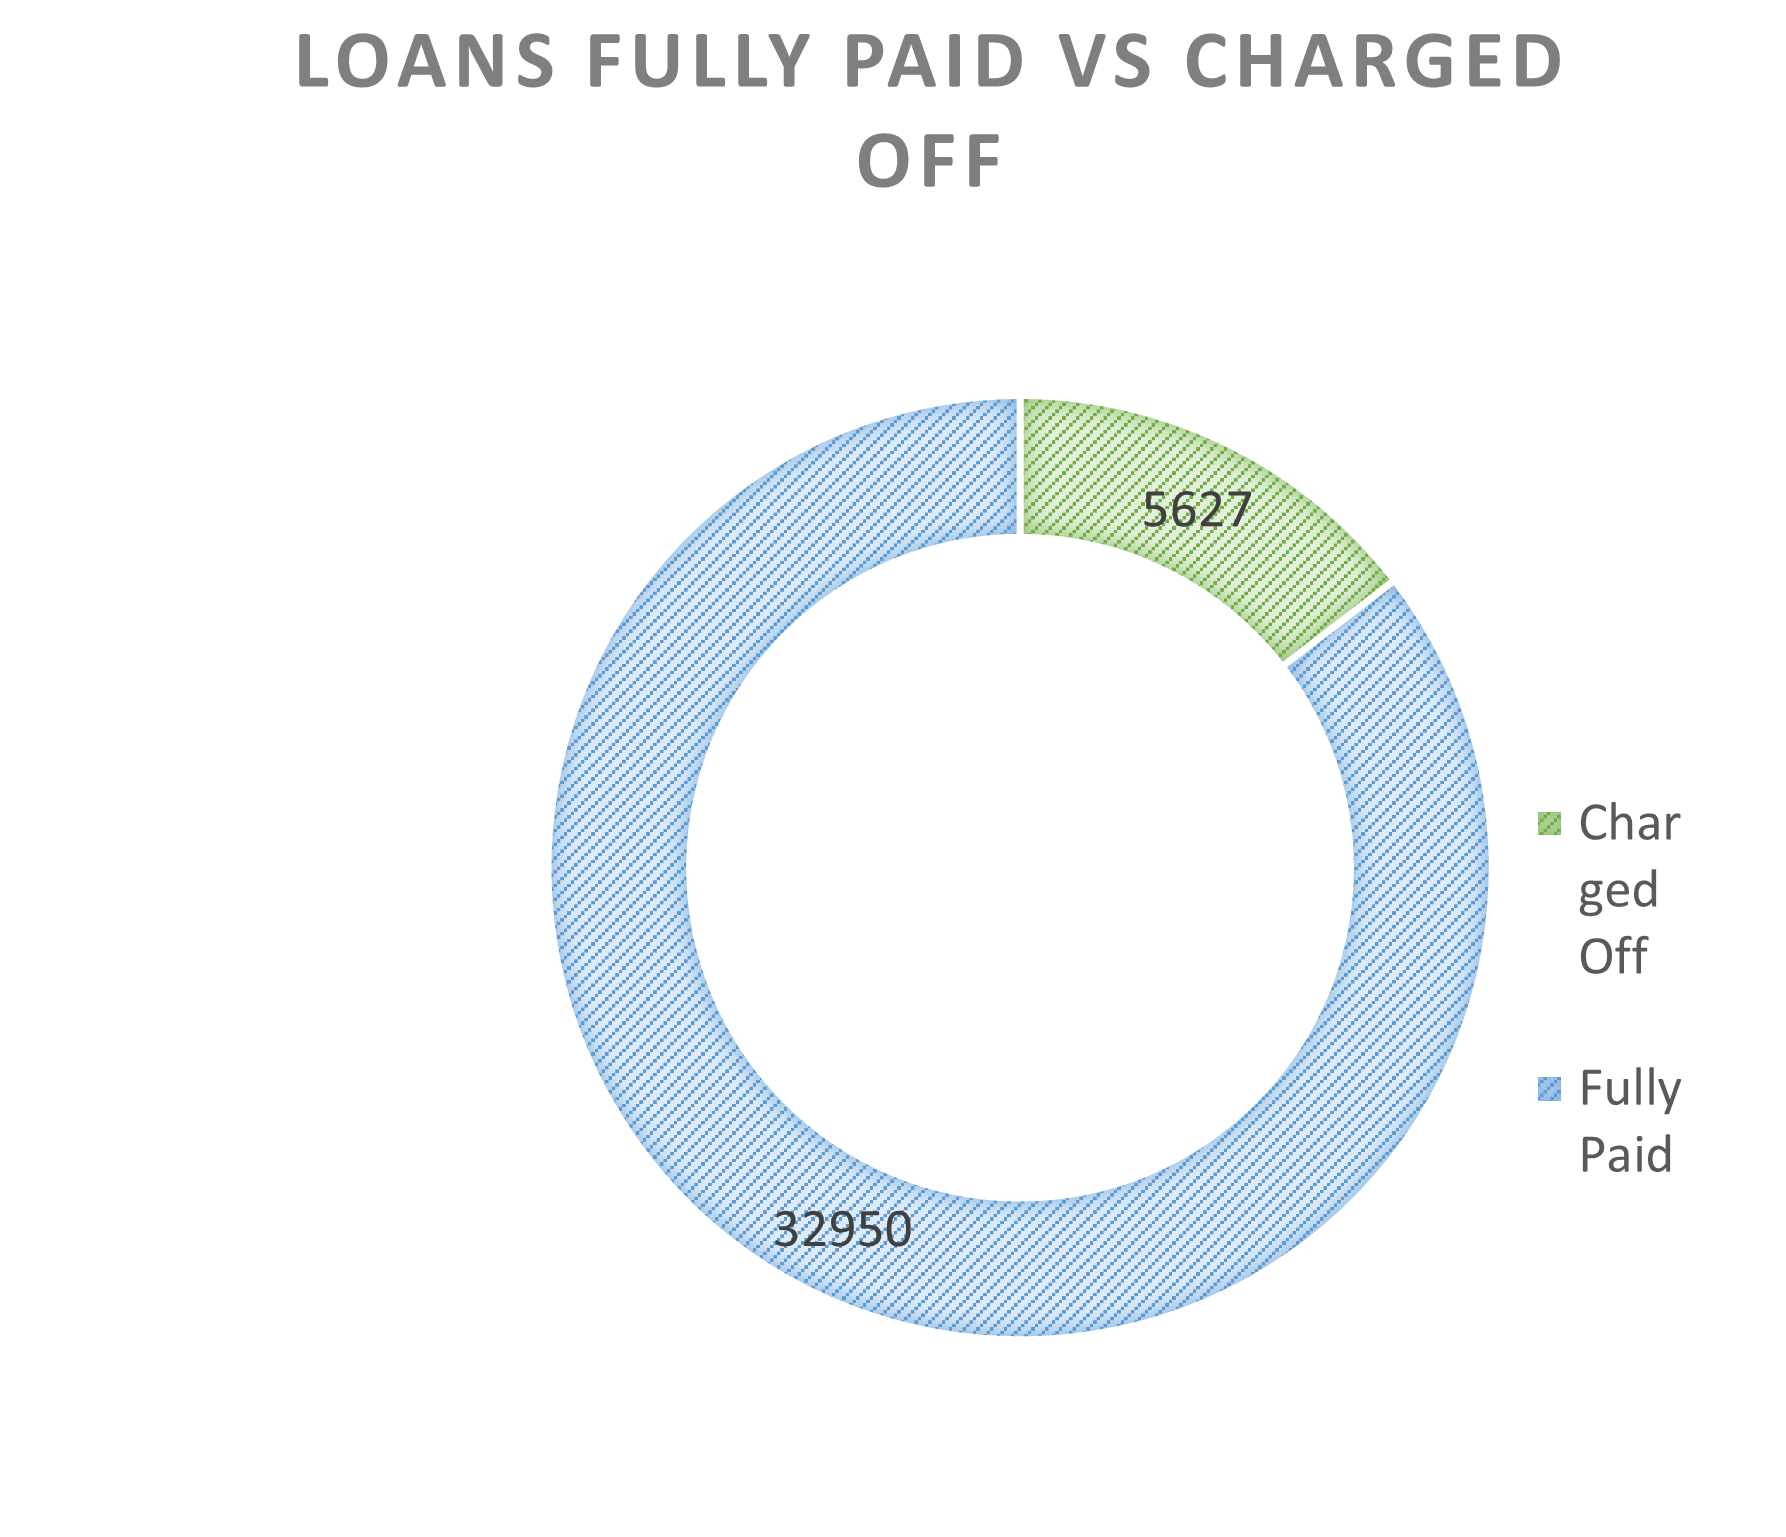 LOANS FULLY PAID VS CHARGED
OFF
5627
32950
Char
ged
Off
Fully
Paid